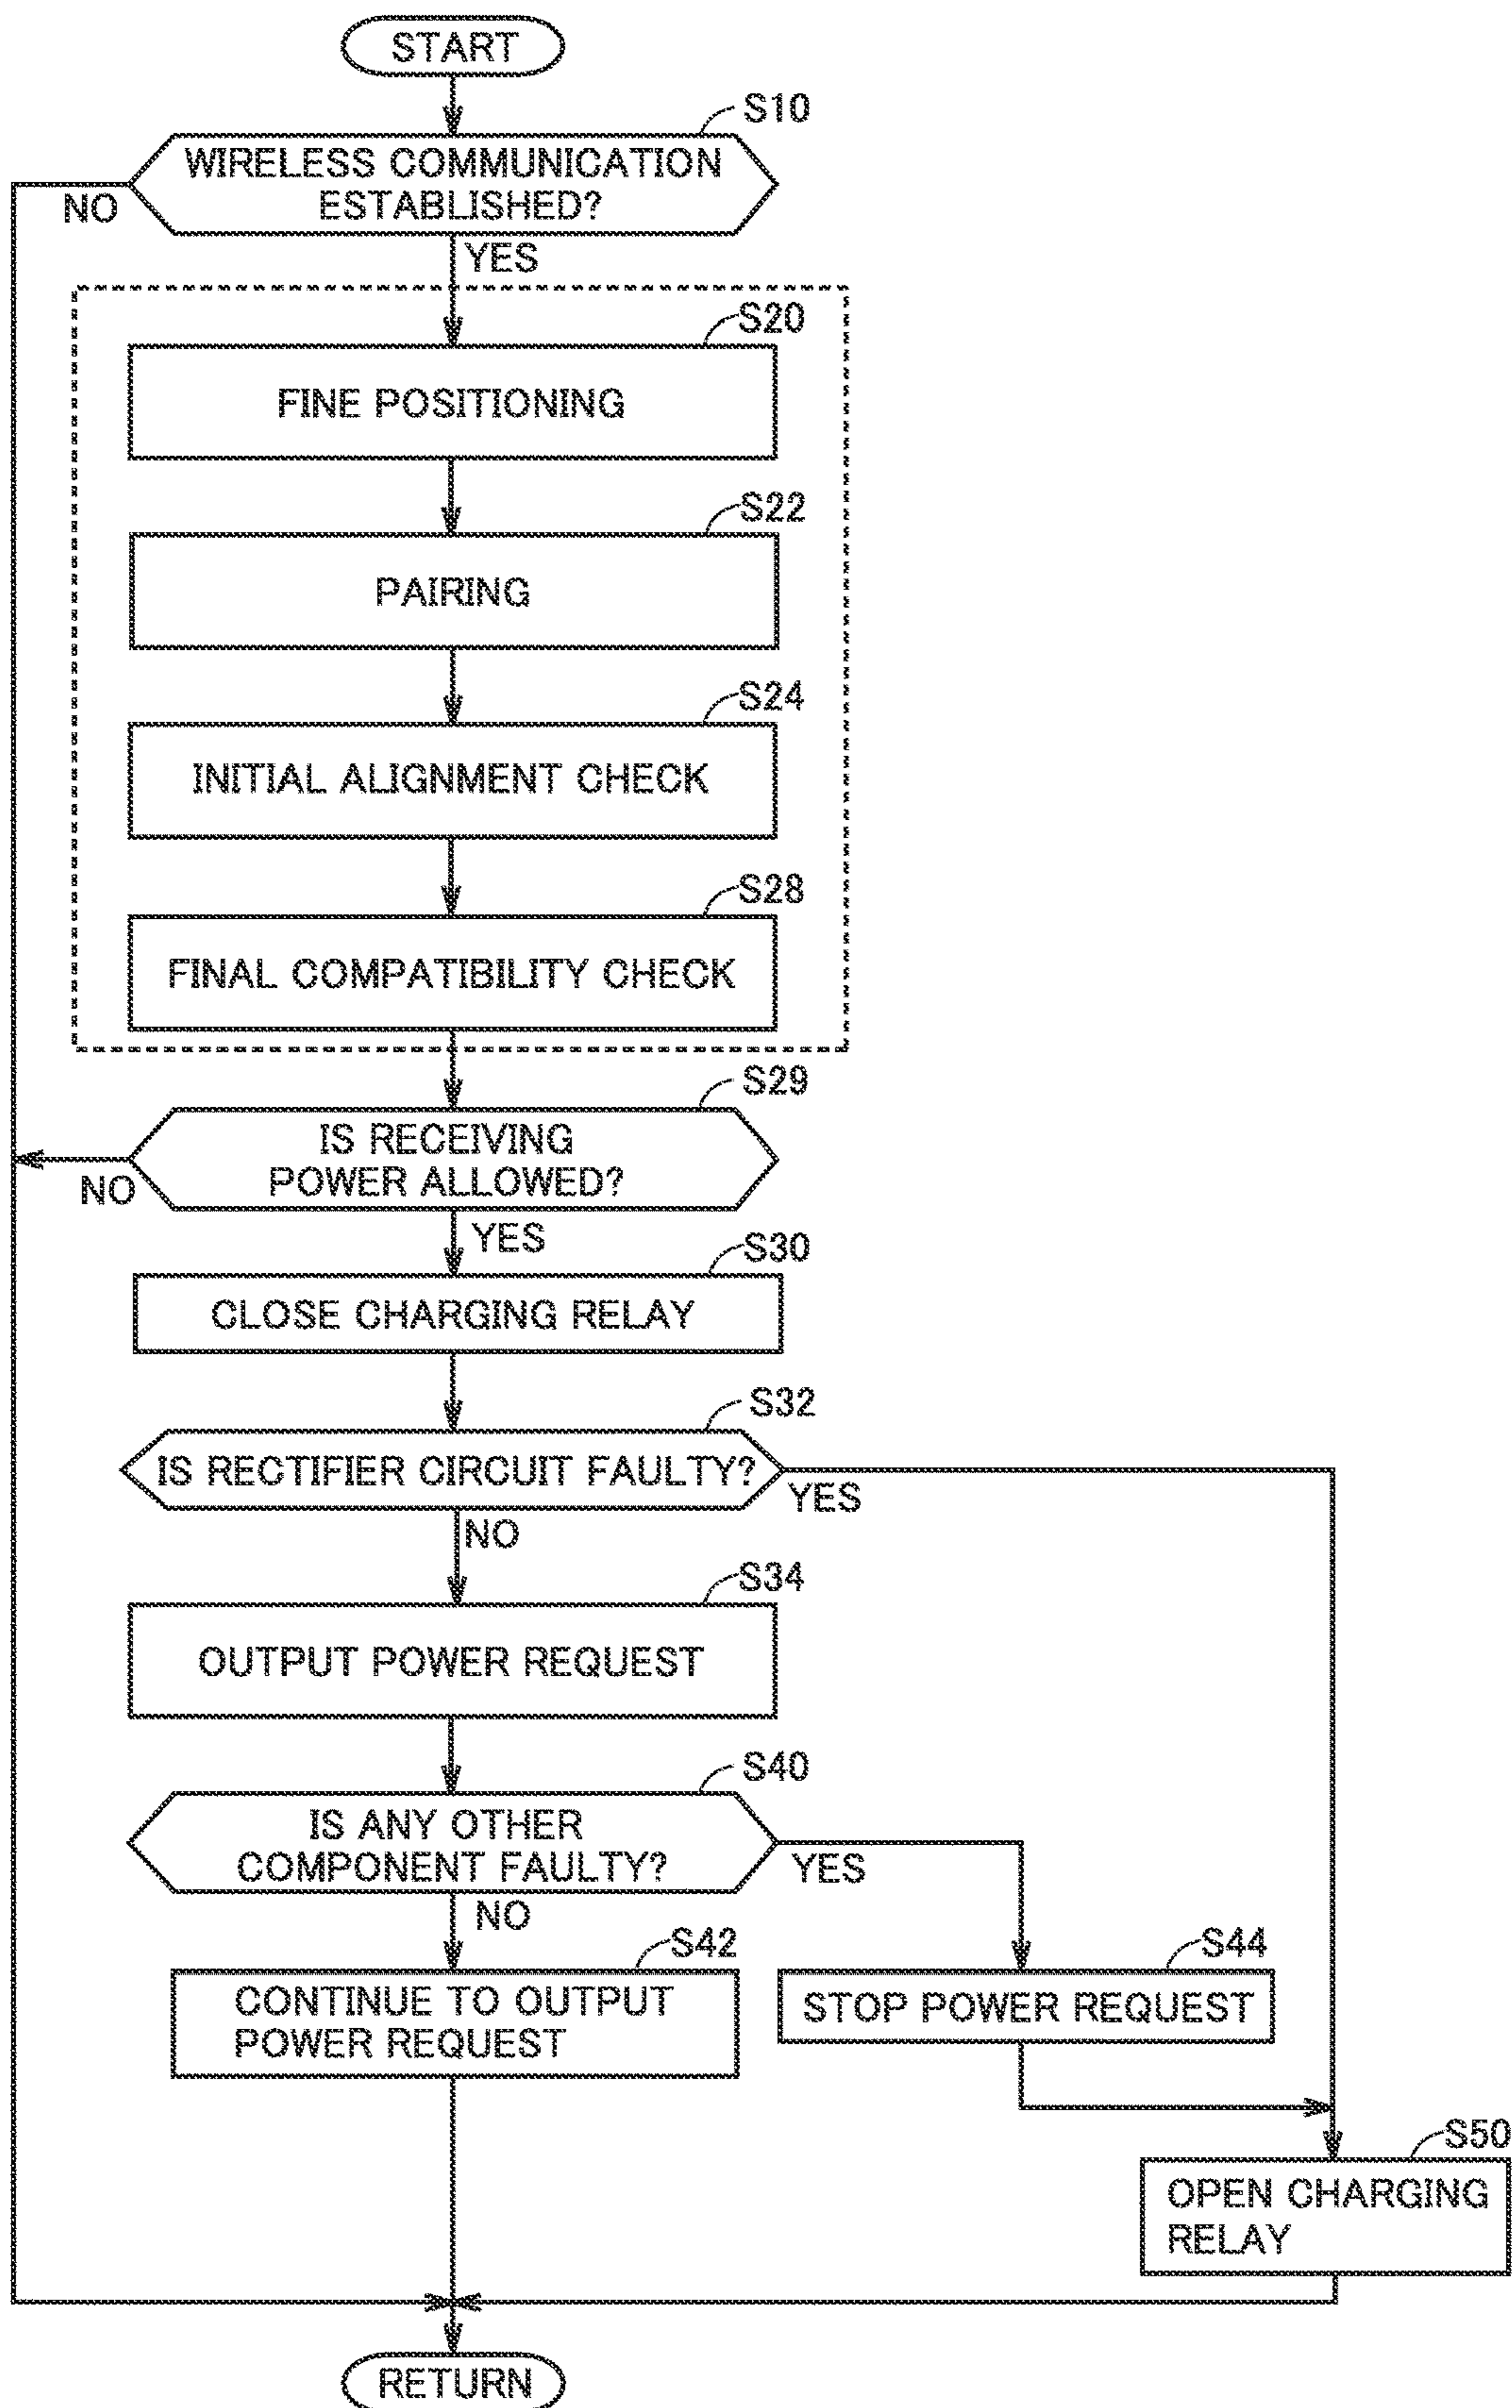 START
S10
WIRELESS COMMUNICATION
ESTABLISHED?
NO
YES
S20
FINE POSITIONING
S22
PAIRING
S24
INITIAL ALIGNMENT CHECK
S28
FINAL COMPATIBILITY CHECK
S29
IS RECEIVING
POWER ALLOWED?
NO
YES
S30
CLOSE CHARGING RELAY
S32
IS RECTIFIER CIRCUIT FAULTY?
YES
NO
S34
OUTPUT POWER REQUEST
S40
IS ANY OTHER
COMPONENT FAULTY?
YES
NO
S42
CONTINUE TO OUTPUT
POWER REQUEST
S44
STOP POWER REQUEST
S50
OPEN CHARGING
RELAY
RETURN